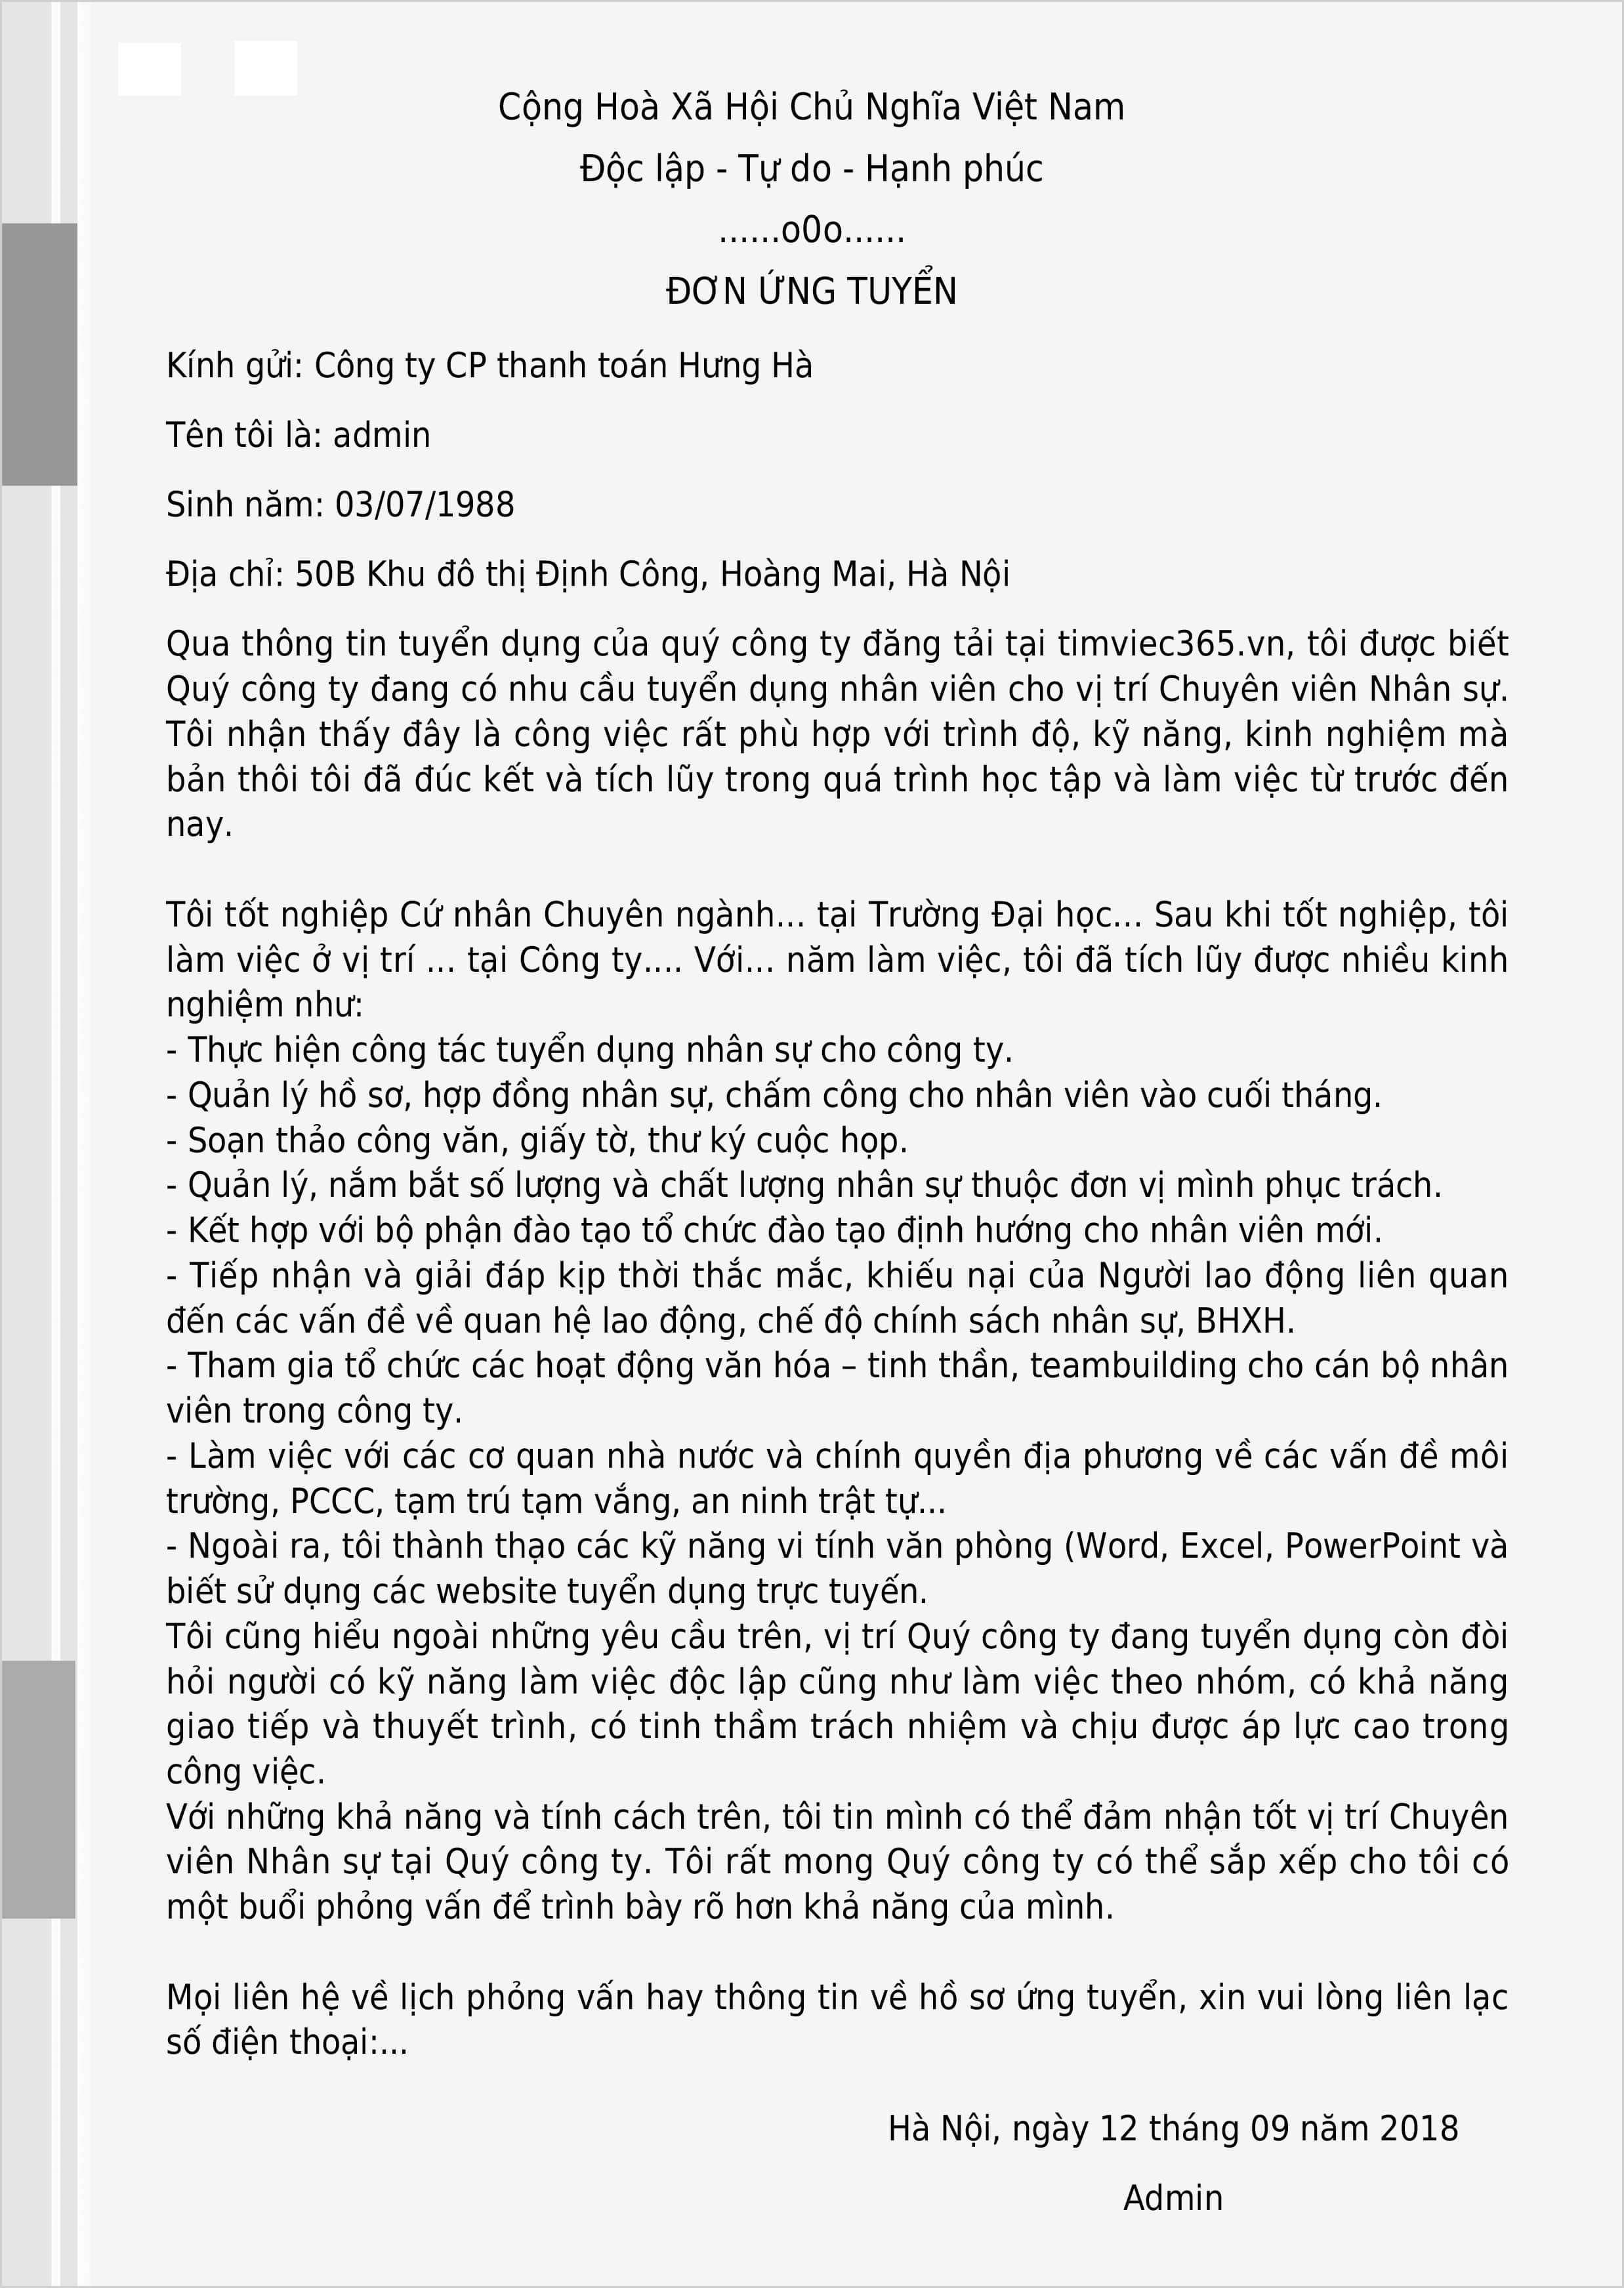 Cộng Hoà Xã Hội Chủ Nghĩa Việt Nam
Độc lập - Tự do - Hạnh phúc
......o0o......
ĐƠN ỨNG TUYỂN
Kính gửi: Công ty CP thanh toán Hưng Hà
Tên tôi là: admin
Sinh năm: 03/07/1988
Địa chỉ: 50B Khu đô thị Định Công, Hoàng Mai, Hà Nội
Qua thông tin tuyển dụng của quý công ty đăng tải tại timviec365.vn, tôi được biết
Quý công ty đang có nhu cầu tuyển dụng nhân viên cho vị trí Chuyên viên Nhân sự.
Tôi nhận thấy đây là công việc rất phù hợp với trình độ, kỹ năng, kinh nghiệm mà
bản thôi tôi đã đúc kết và tích lũy trong quá trình học tập và làm việc từ trước đến
nay.
Tôi tốt nghiệp Cứ nhân Chuyên ngành... tại Trường Đại học... Sau khi tốt nghiệp, tôi
làm việc ở vị trí ... tại Công ty.... Với... năm làm việc, tôi đã tích lũy được nhiều kinh
nghiệm như:
- Thực hiện công tác tuyển dụng nhân sự cho công ty.
- Quản lý hồ sơ, hợp đồng nhân sự, chấm công cho nhân viên vào cuối tháng.
- Soạn thảo công văn, giấy tờ, thư ký cuộc họp.
- Quản lý, nắm bắt số lượng và chất lượng nhân sự thuộc đơn vị mình phục trách.
- Kết hợp với bộ phận đào tạo tổ chức đào tạo định hướng cho nhân viên mới.
- Tiếp nhận và giải đáp kịp thời thắc mắc, khiếu nại của Người lao động liên quan
đến các vấn đề về quan hệ lao động, chế độ chính sách nhân sự, BHXH.
- Tham gia tổ chức các hoạt động văn hóa – tinh thần, teambuilding cho cán bộ nhân
viên trong công ty.
- Làm việc với các cơ quan nhà nước và chính quyền địa phương về các vấn đề môi
trường, PCCC, tạm trú tạm vắng, an ninh trật tự...
- Ngoài ra, tôi thành thạo các kỹ năng vi tính văn phòng (Word, Excel, PowerPoint và
biết sử dụng các website tuyển dụng trực tuyến.
Tôi cũng hiểu ngoài những yêu cầu trên, vị trí Quý công ty đang tuyển dụng còn đòi
hỏi người có kỹ năng làm việc độc lập cũng như làm việc theo nhóm, có khả năng
giao tiếp và thuyết trình, có tinh thầm trách nhiệm và chịu được áp lực cao trong
công việc.
Với những khả năng và tính cách trên, tôi tin mình có thể đảm nhận tốt vị trí Chuyên
viên Nhân sự tại Quý công ty. Tôi rất mong Quý công ty có thể sắp xếp cho tôi có
một buổi phỏng vấn để trình bày rõ hơn khả năng của mình.
Mọi liên hệ về lịch phỏng vấn hay thông tin về hồ sơ ứng tuyển, xin vui lòng liên lạc
số điện thoại:...
Hà Nội, ngày 12 tháng 09 năm 2018
Admin